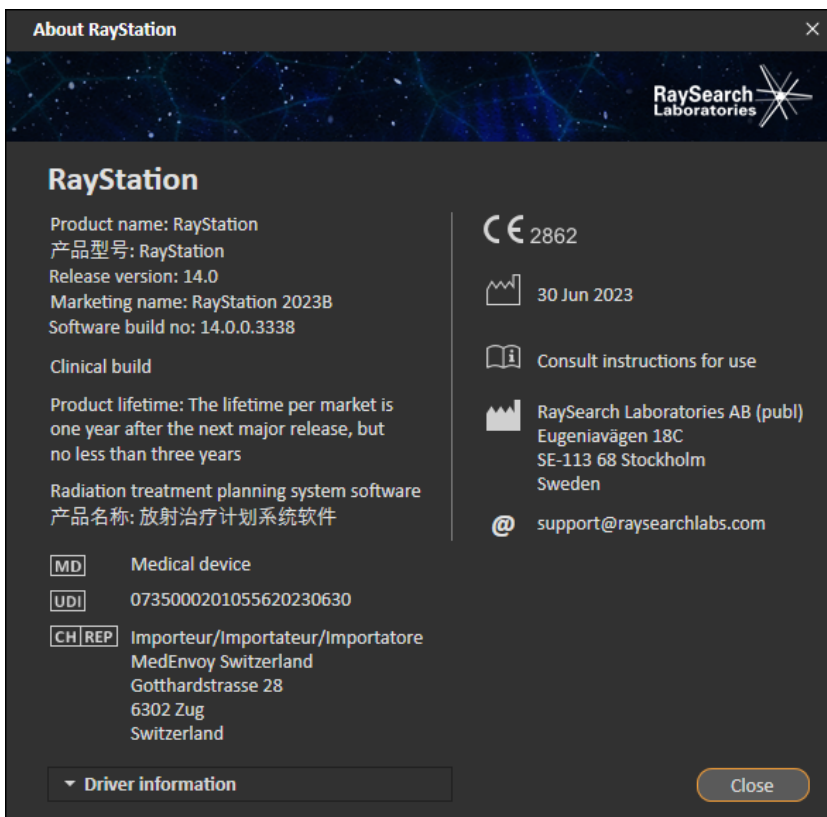 About RayStation
RaySearch
Laboratories
RayStation
Product name: RayStation
产品型号: RayStation
Release version: 14.0
Marketing name: RayStation 2023B
Software build no: 14.0.0.3338
Clinical build
Product lifetime: The lifetime per market is
one year after the next major release, but
no less than three years
Radiation treatment planning system software
产品名称: 放射治疗计划系统软件
MD Medical device
UDI 0735000201055620230630
CH REP Importeur/Importateur/Importatore
MedEnvoy Switzerland
Gotthardstrasse 28
6302 Zug
Switzerland
CE 2862
30 Jun 2023
i Consult instructions for use
RaySearch Laboratories AB (publ)
Eugeniavägen 18C
SE-113 68 Stockholm
Sweden
@ support@raysearchlabs.com
Driver information
Close